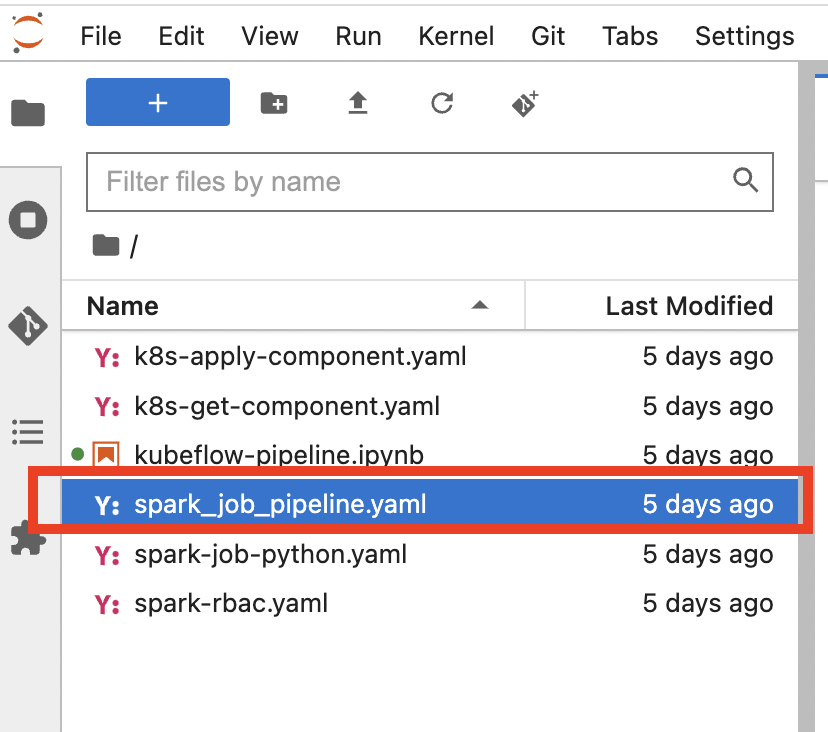 File Edit View Run Kernel Git Tabs Settings
+
Filter files by name
/
Name Last Modified
Y: k8s-apply-component.yaml 5 days ago
Y: k8s-get-component.yaml 5 days ago
kubeflow-pipeline.ipynb 5 days ago
Y: spark_job_pipeline.yaml 5 days ago
Y: spark-job-python.yaml 5 days ago
Y: spark-rbac.yaml 5 days ago